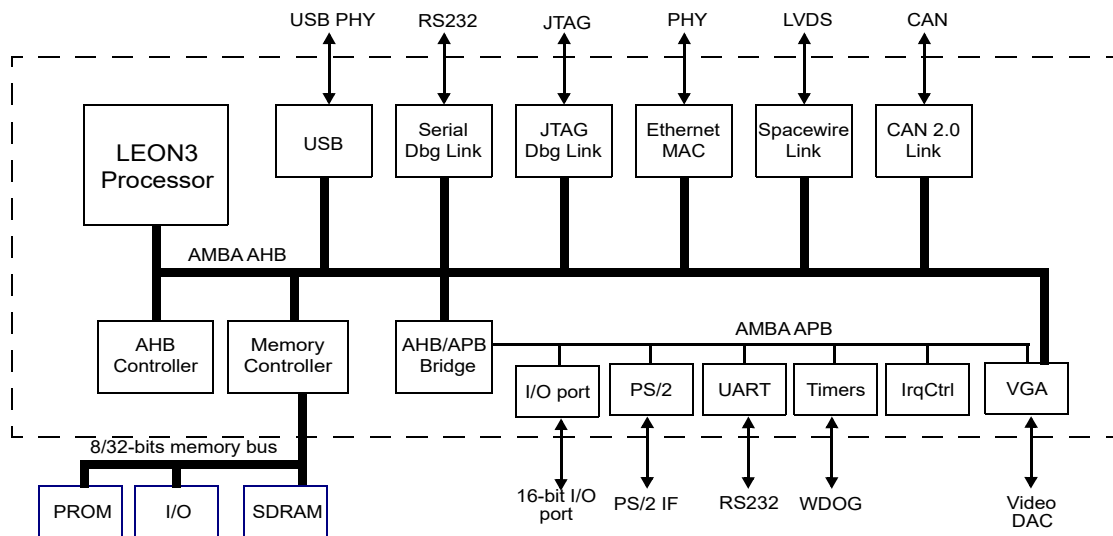 USB PHY
RS232
JTAG
PHY
LVDS
CAN
LEON3
Processor
USB
Serial
Dbg Link
JTAG
Dbg Link
Ethernet
MAC
Spacewire
Link
CAN 2.0
Link
AMBA AHB
AHB
Controller
Memory
Controller
AHB/APB
Bridge
AMBA APB
I/O port
PS/2
UART
Timers
IrqCtrl
VGA
8/32-bits memory bus
PROM
I/O
SDRAM
16-bit I/O
port
PS/2 IF
RS232
WDOG
Video
DAC